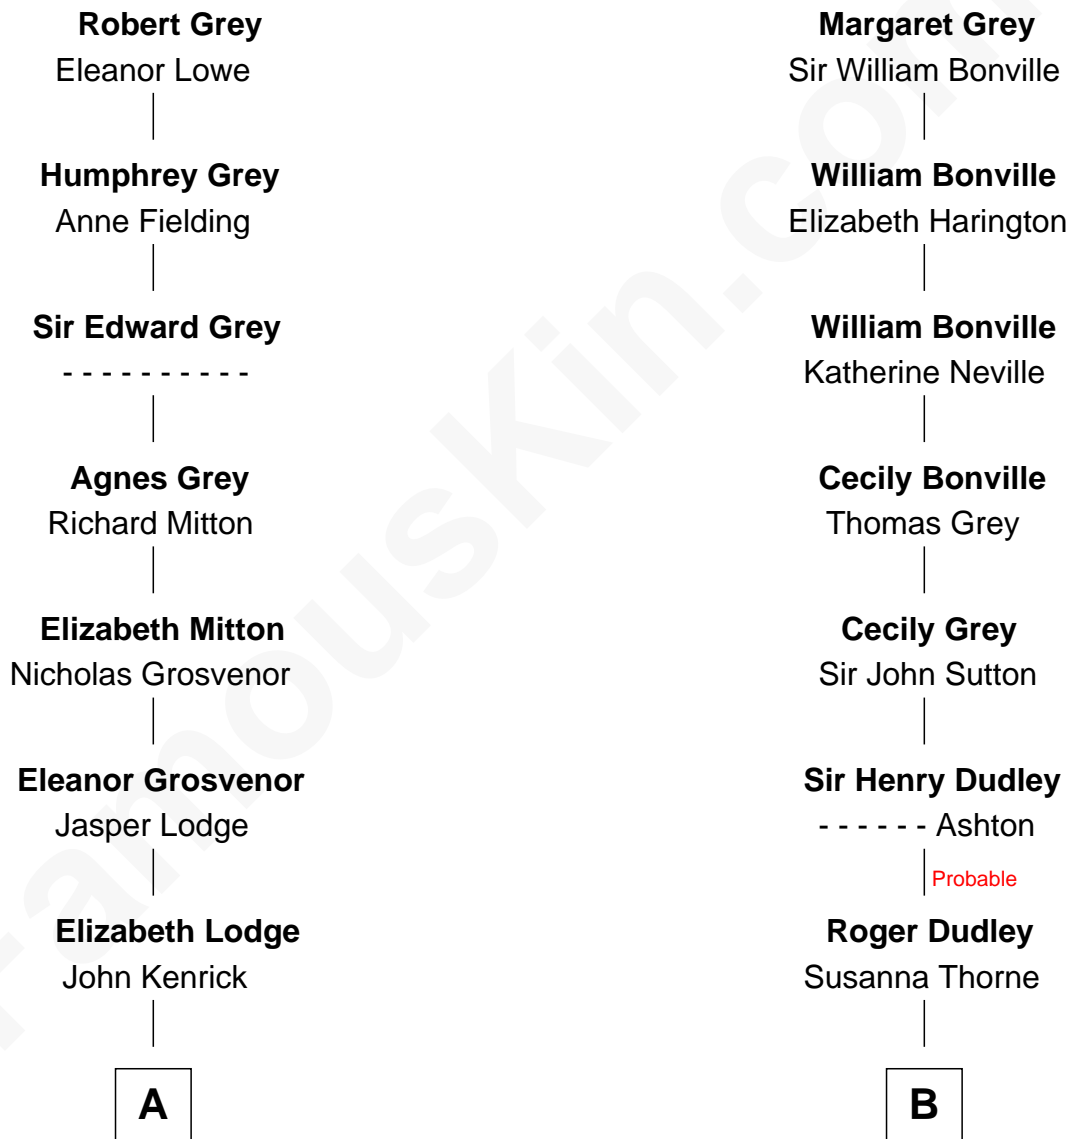 Robert Grey
Eleanor Lowe
Humphrey Grey
Anne Fielding
Sir Edward Grey
- - - - - - - - - -
Agnes Grey
Richard Mitton
Elizabeth Mitton
Nicholas Grosvenor
Eleanor Grosvenor
Jasper Lodge
Elizabeth Lodge
John Kenrick
A
Margaret Grey
Sir William Bonville
William Bonville
Elizabeth Harington
William Bonville
Katherine Neville
Cecily Bonville
Thomas Grey
Cecily Grey
Sir John Sutton
Sir Henry Dudley
- - - - - - Ashton
Probable
Roger Dudley
Susanna Thorne
B
FamousKin.com